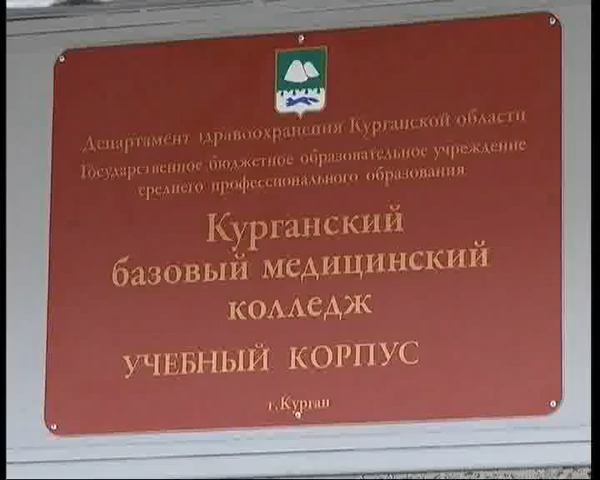 Департамент здравоохранения Курганской области
Государственное бюджетное образовательное учреждение
среднего профессионального образования
Курганский
базовый медицинский
колледж
УЧЕБНЫЙ КОРПУС
г.Курган